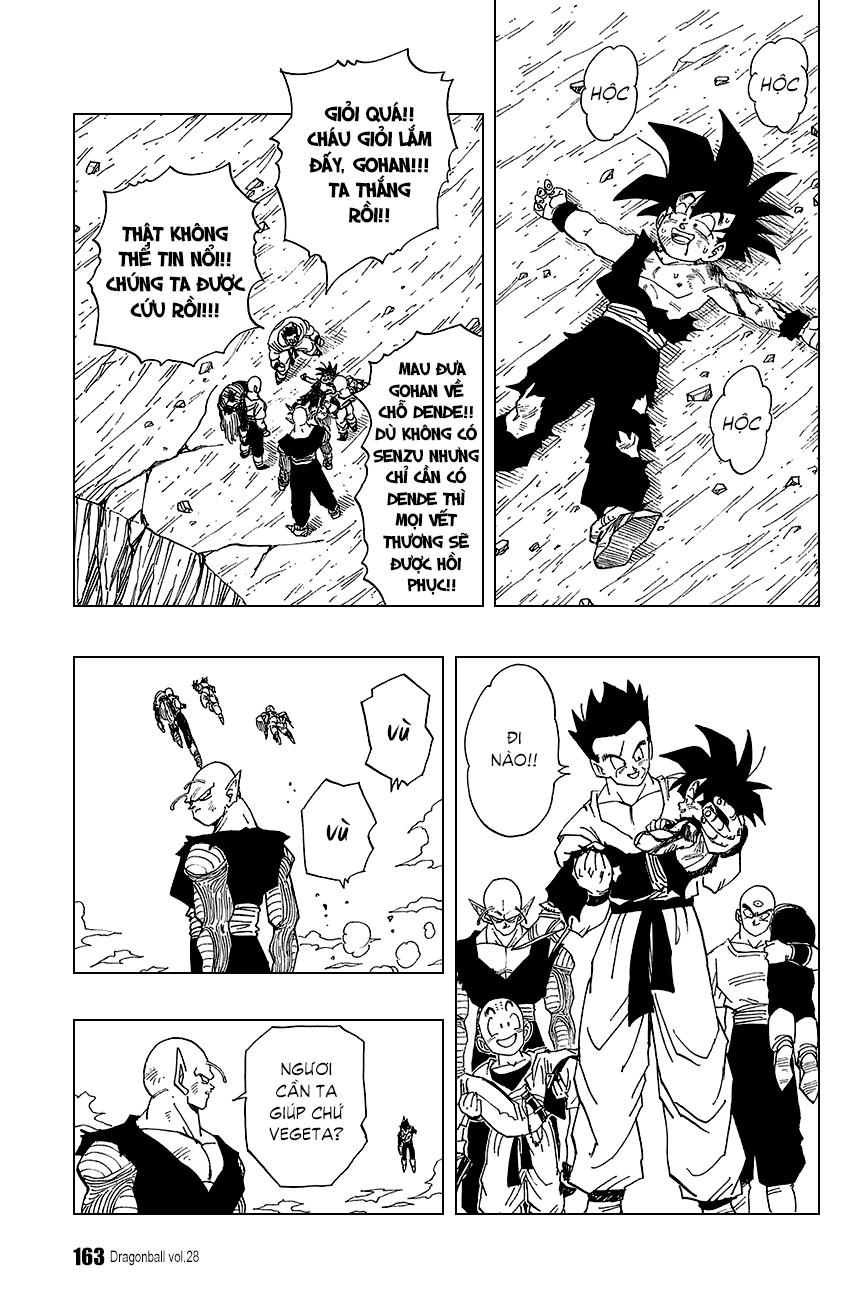 HỘC
HỘC
HỘC
GIỎI QUÁ!!
CHÁU GIỎI LẮM
ĐẤY, GOHAN!!!
TA THẮNG
RỒI!!
THẬT KHÔNG
THỂ TIN NỔI!!
CHÚNG TA ĐƯỢC
CỨU RỒI!!!
MAU ĐƯA
GOHAN VỀ
CHỖ DENDE!!
DÙ KHÔNG CÓ
SENZU NHƯNG
CHỈ CẦN CÓ
DENDE THÌ
MỌI VẾT
THƯƠNG SẼ
ĐƯỢC HỒI
PHỤC!!
ĐI
NÀO!!
VÙ
VÙ
NGƯƠI
CẦN TA
GIÚP CHỨ
VEGETA?
163 Dragonball vol.28